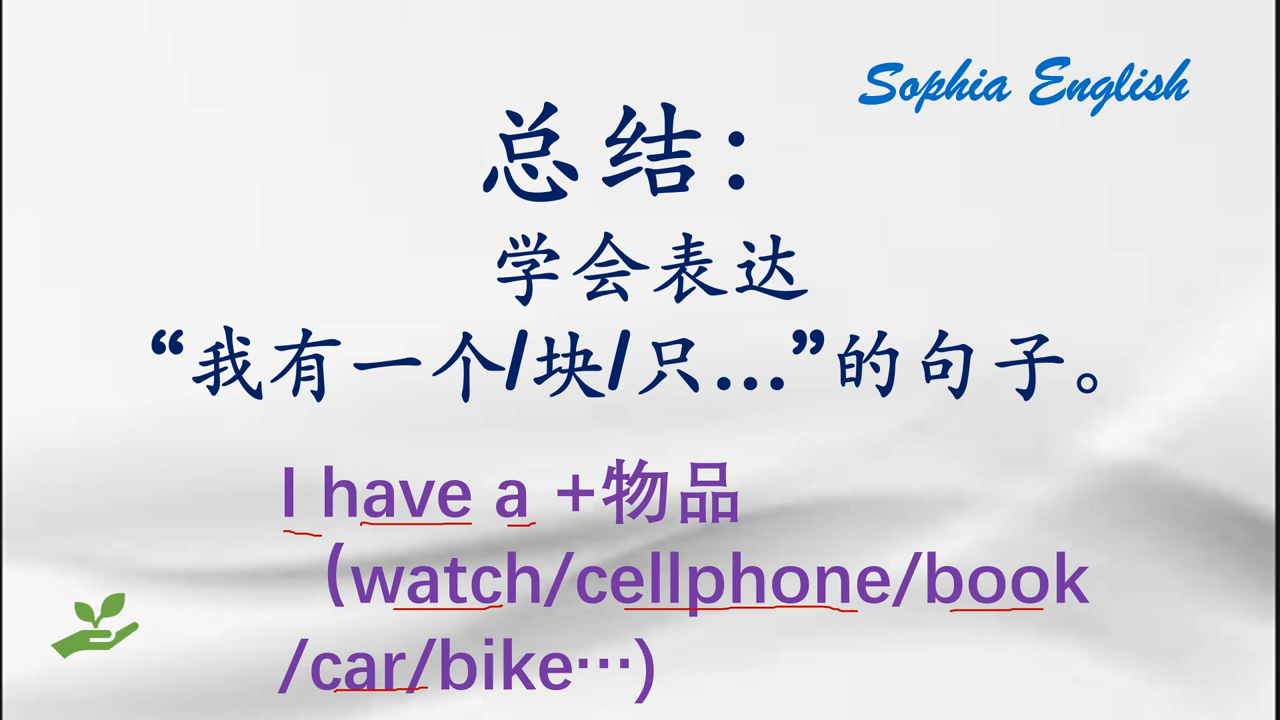 Sophia English
总结：
学会表达
“我有一个/块/只...”的句子。
I have a +物品
(watch/cellphone/book
/car/bike…)